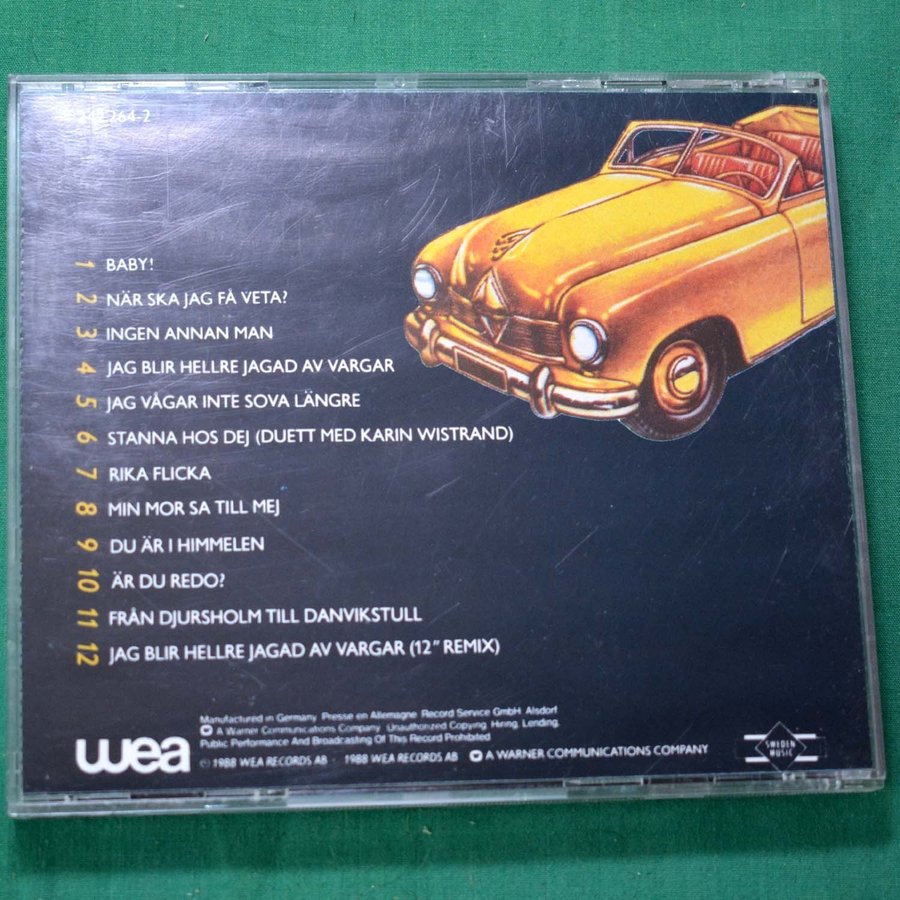 264-2
1 BABY!
2 NÄR SKA JAG FÅ VETA?
3 INGEN ANNAN MAN
4 JAG BLIR HELLRE JAGAD AV VARGAR
5 JAG VÅGAR INTE SOVA LÄNGRE
6 STANNA HOS DEJ (DUETT MED KARIN WISTRAND)
7 RIKA FLICKA
8 MIN MOR SA TILL MEJ
9 DU ÄR I HIMMELEN
10 ÄR DU REDO?
11 FRÅN DJURSHOLM TILL DANVIKSTULL
12 JAG BLIR HELLRE JAGAD AV VARGAR (12" REMIX)
wea
Manufactured in Germany. Presse en Allemagne. Record Service GmbH Alsdorf
A Warner Communications Company. Unauthorized Copying, Hiring, Lending,
Public Performance And Broadcasting Of This Record Prohibited
© 1988 WEA RECORDS AB · 1988 WEA RECORDS AB A WARNER COMMUNICATIONS COMPANY
SWEDEN
MUSIC